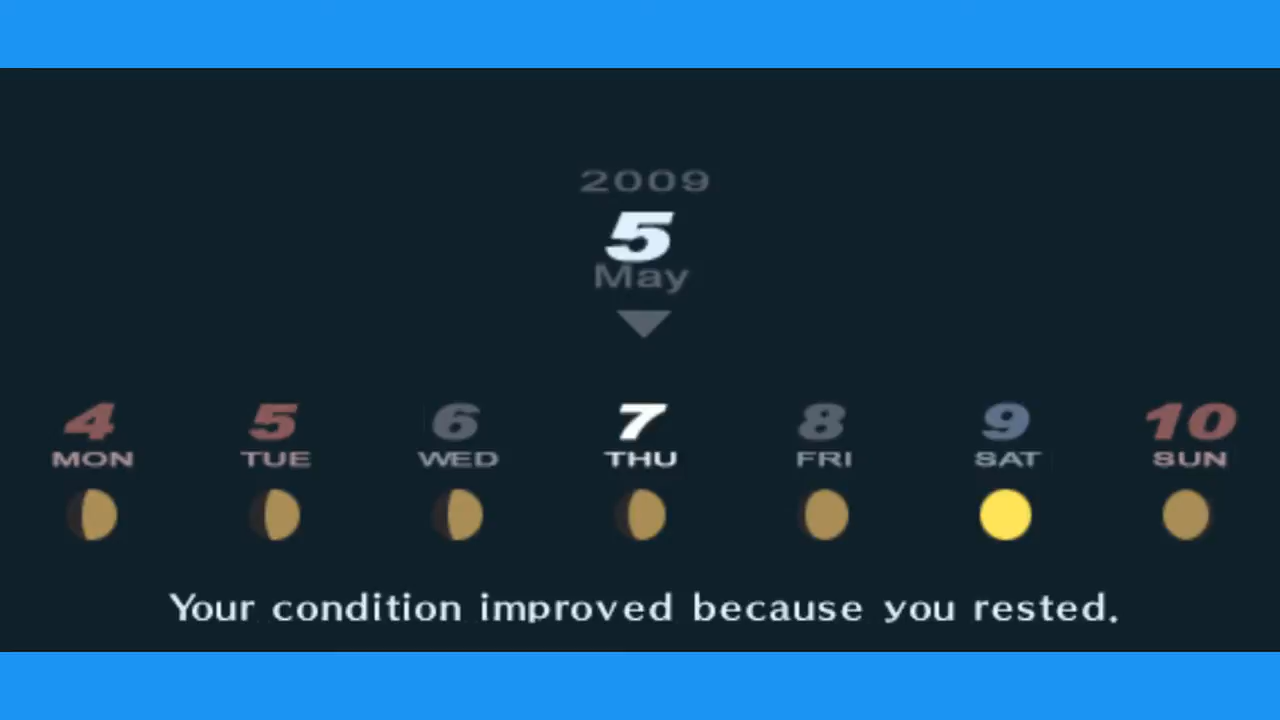 2009
5
May
4 5 6 7 8 9 10
MON TUE WED THU FRI SAT SUN
Your condition improved because you rested.